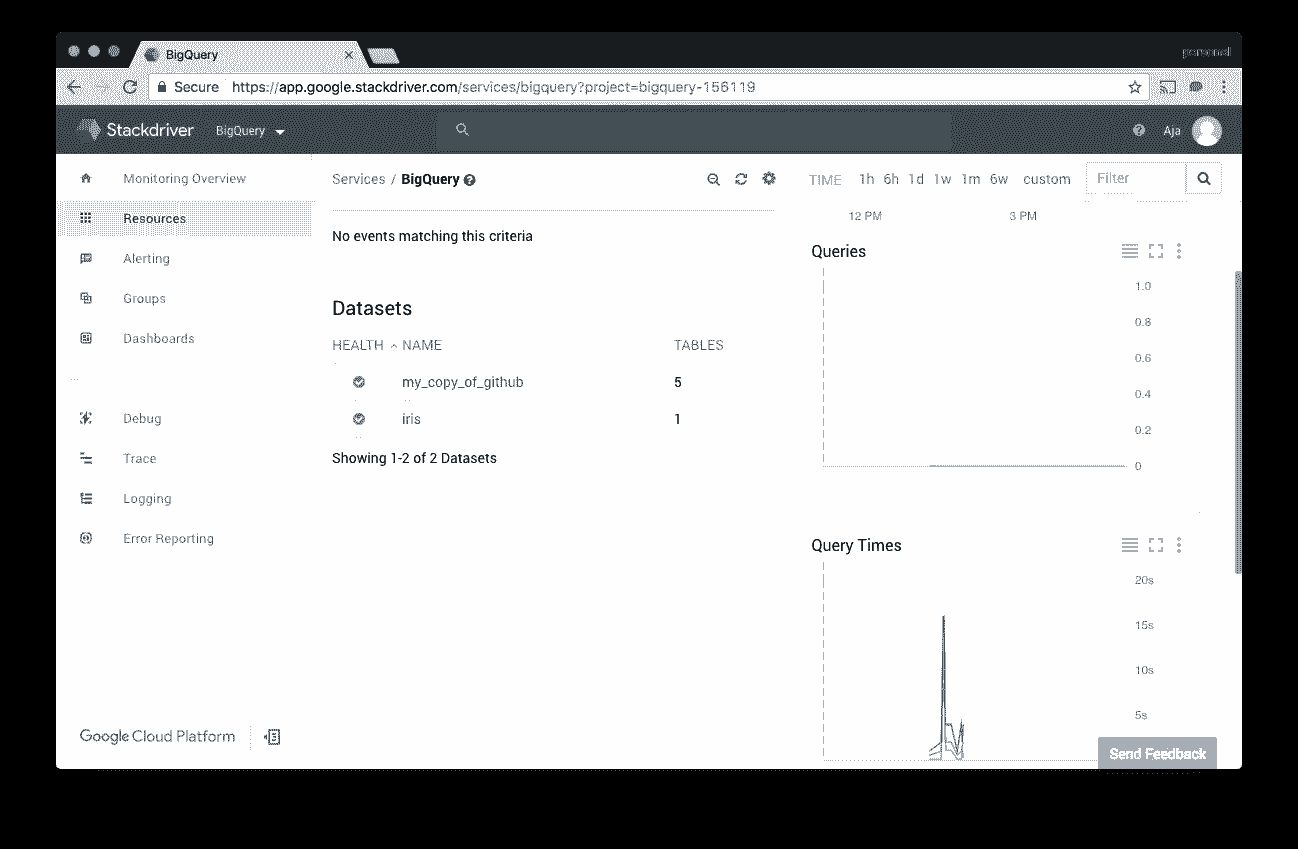 BigQuery
personal
Secure https://app.google.stackdriver.com/services/bigquery?project=bigquery-156119
Stackdriver BigQuery
Aja
Monitoring Overview
Resources
Alerting
Groups
Dashboards
Debug
Trace
Logging
Error Reporting
Google Cloud Platform
Services / BigQuery
TIME 1h 6h 1d 1w 1m 6w custom Filter
No events matching this criteria
Datasets
HEALTH NAME TABLES
my_copy_of_github 5
iris 1
Showing 1-2 of 2 Datasets
12 PM 3 PM
Queries
1.0
0.8
0.6
0.4
0.2
0
Query Times
20s
15s
10s
5s
Send Feedback